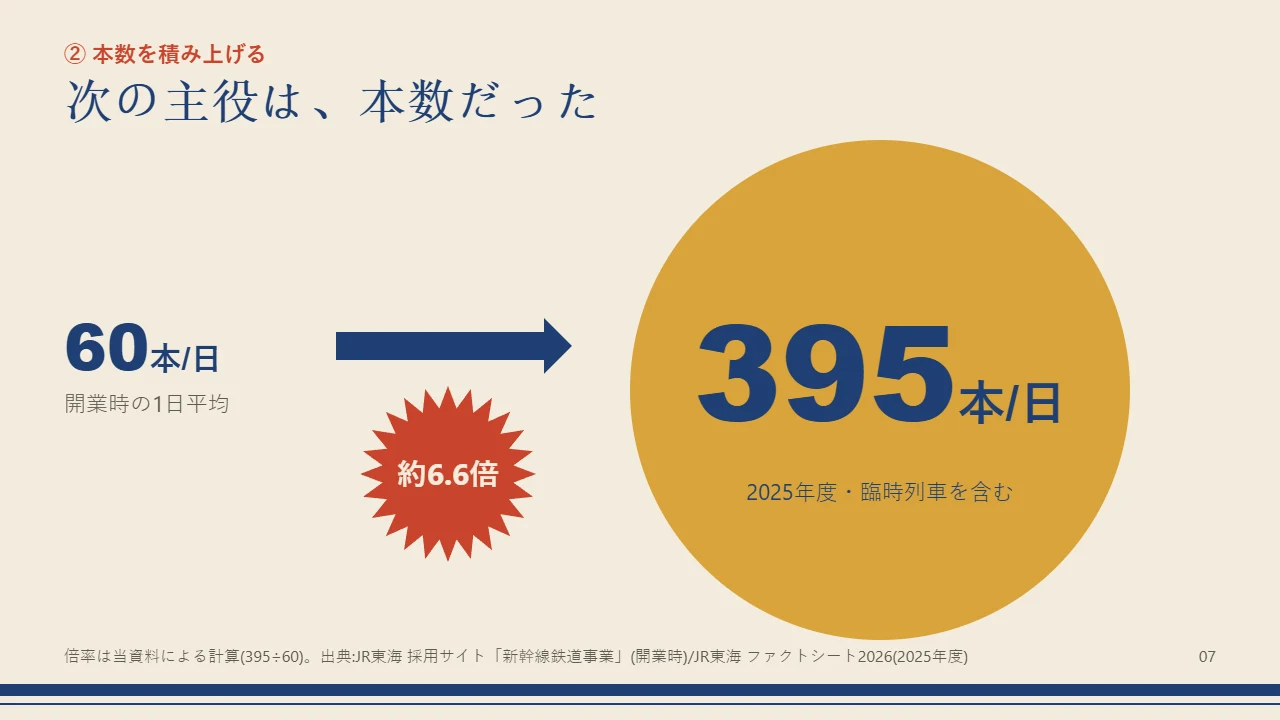 ② 本数を積み上げる
次の主役は、本数だった
60本/日
開業時の1日平均
約6.6倍
395本/日
2025年度・臨時列車を含む
倍率は当資料による計算(395÷60)。出典:JR東海 採用サイト「新幹線鉄道事業」(開業時)/JR東海 ファクトシート2026(2025年度)
07